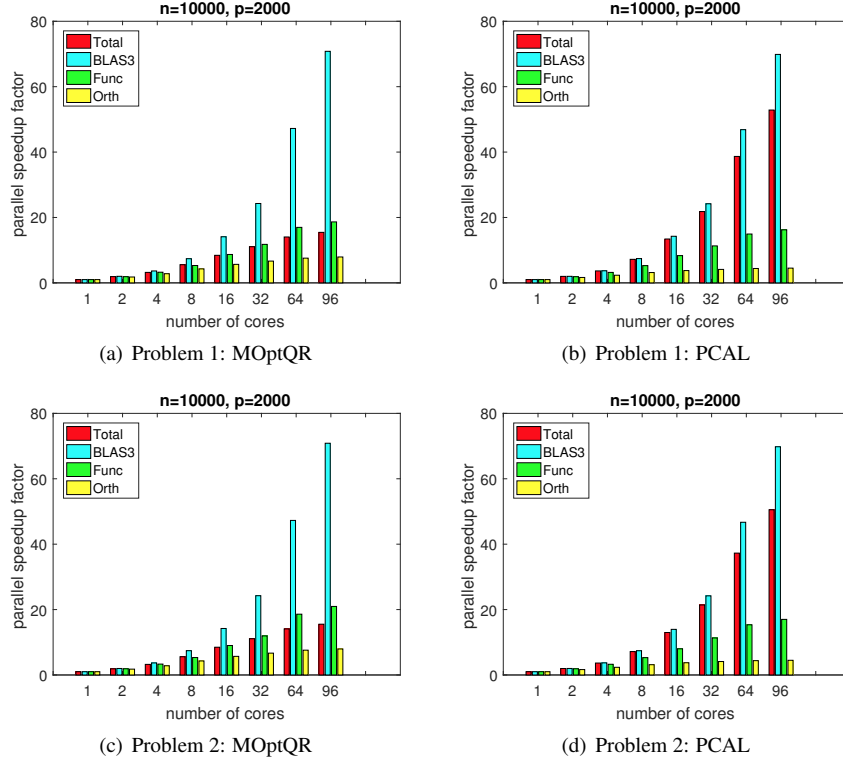 n=10000, p=2000
80
60
40
20
0
parallel speedup factor
Total
BLAS3
Func
Orth
1 2 4 8 16 32 64 96
number of cores
(a) Problem 1: MOptQR
n=10000, p=2000
80
60
40
20
0
parallel speedup factor
Total
BLAS3
Func
Orth
1 2 4 8 16 32 64 96
number of cores
(b) Problem 1: PCAL
n=10000, p=2000
80
60
40
20
0
parallel speedup factor
Total
BLAS3
Func
Orth
1 2 4 8 16 32 64 96
number of cores
(c) Problem 2: MOptQR
n=10000, p=2000
80
60
40
20
0
parallel speedup factor
Total
BLAS3
Func
Orth
1 2 4 8 16 32 64 96
number of cores
(d) Problem 2: PCAL